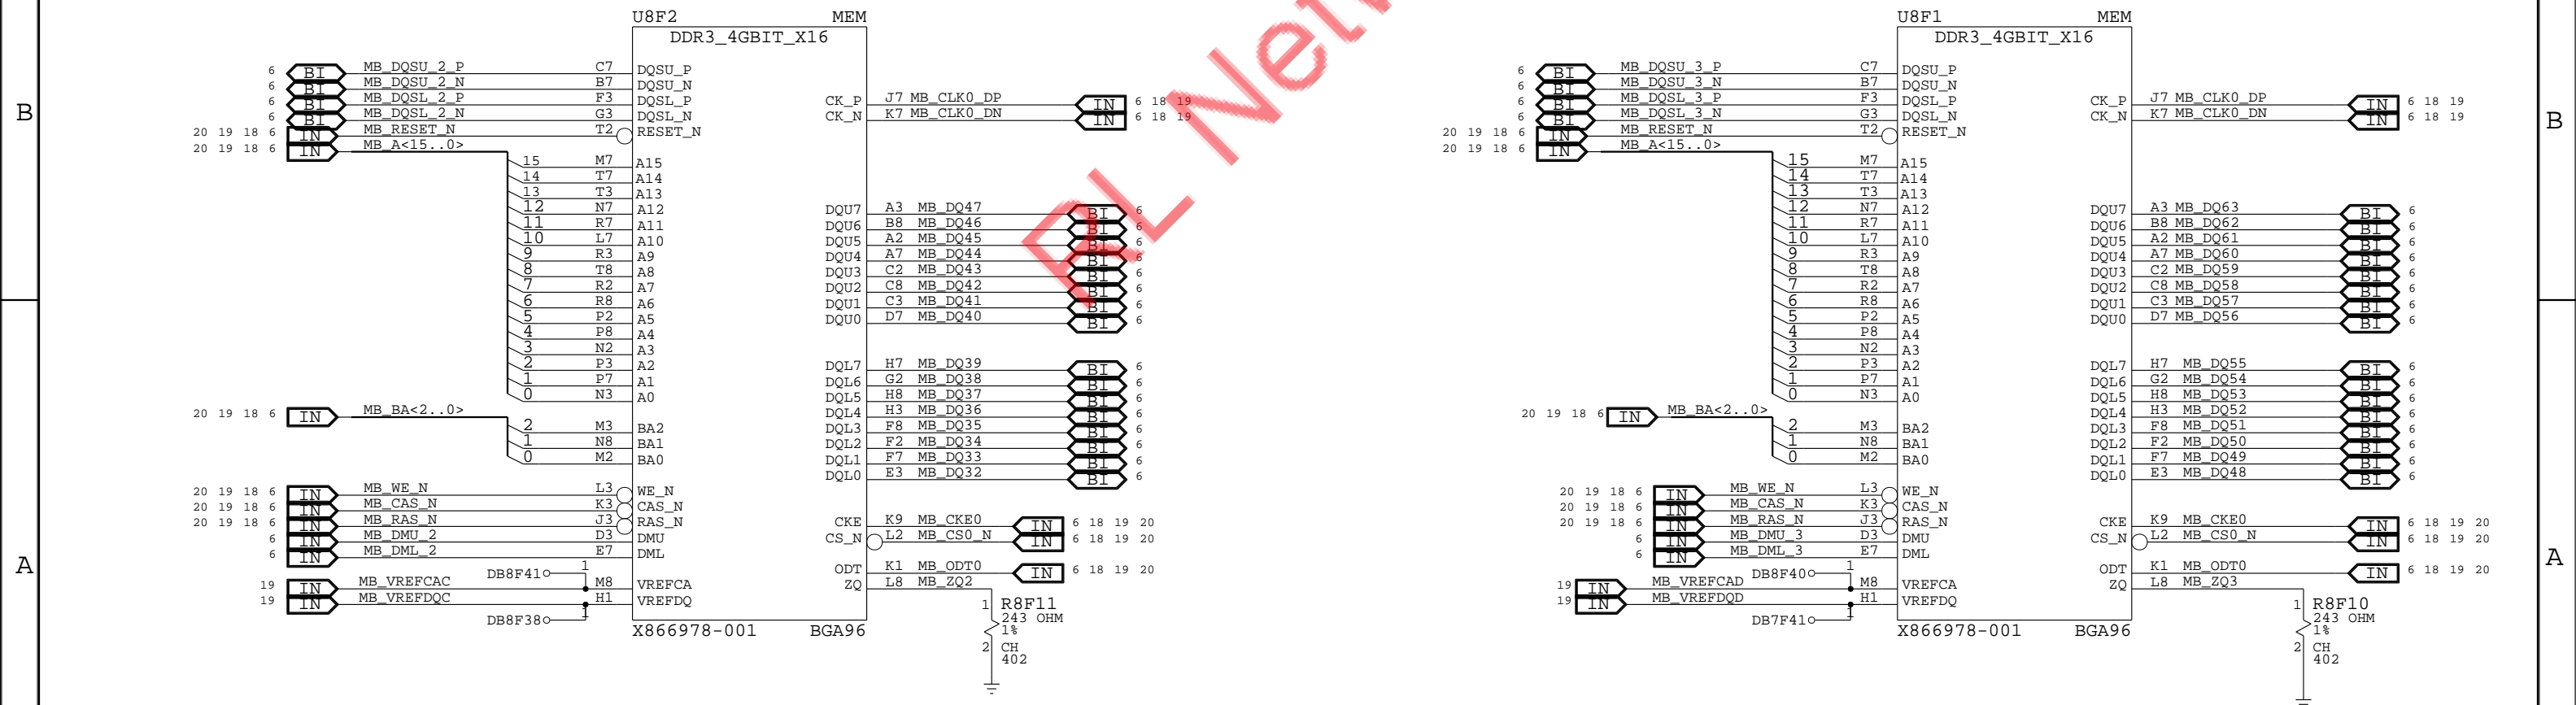 B
U8F2 MEM
DDR3_4GBIT_X16
6 BI MB_DQSU_2_P C7 DQSU_P
6 BI MB_DQSU_2_N B7 DQSU_N
6 BI MB_DQSL_2_P F3 DQSL_P
6 BI MB_DQSL_2_N G3 DQSL_N
20 19 18 6 IN MB_RESET_N T2 RESET_N
20 19 18 6 IN MB_A<15..0>
15 M7 A15
14 T7 A14
13 T3 A13
12 N7 A12
11 R7 A11
10 L7 A10
9 R3 A9
8 T8 A8
7 R2 A7
6 R8 A6
5 P2 A5
4 P8 A4
3 N2 A3
2 P3 A2
1 P7 A1
0 N3 A0
20 19 18 6 IN MB_BA<2..0>
2 M3 BA2
1 N8 BA1
0 M2 BA0
20 19 18 6 IN MB_WE_N L3 WE_N
20 19 18 6 IN MB_CAS_N K3 CAS_N
20 19 18 6 IN MB_RAS_N J3 RAS_N
6 IN MB_DMU_2 D3 DMU
6 IN MB_DML_2 E7 DML
DB8F41 1
19 IN MB_VREFCAC M8 VREFCA
19 IN MB_VREFDQC H1 VREFDQ
DB8F38 1
CK_P J7 MB_CLK0_DP IN 6 18 19
CK_N K7 MB_CLK0_DN IN 6 18 19
DQU7 A3 MB_DQ47 BI 6
DQU6 B8 MB_DQ46 BI 6
DQU5 A2 MB_DQ45 BI 6
DQU4 A7 MB_DQ44 BI 6
DQU3 C2 MB_DQ43 BI 6
DQU2 C8 MB_DQ42 BI 6
DQU1 C3 MB_DQ41 BI 6
DQU0 D7 MB_DQ40 BI 6
DQL7 H7 MB_DQ39 BI 6
DQL6 G2 MB_DQ38 BI 6
DQL5 H8 MB_DQ37 BI 6
DQL4 H3 MB_DQ36 BI 6
DQL3 F8 MB_DQ35 BI 6
DQL2 F2 MB_DQ34 BI 6
DQL1 F7 MB_DQ33 BI 6
DQL0 E3 MB_DQ32 BI 6
CKE K9 MB_CKE0 IN 6 18 19 20
CS_N L2 MB_CS0_N IN 6 18 19 20
ODT K1 MB_ODT0 IN 6 18 19 20
ZQ L8 MB_ZQ2
1 R8F11
243 OHM
1%
2 CH
402
X866978-001 BGA96
U8F1 MEM
DDR3_4GBIT_X16
6 BI MB_DQSU_3_P C7 DQSU_P
6 BI MB_DQSU_3_N B7 DQSU_N
6 BI MB_DQSL_3_P F3 DQSL_P
6 BI MB_DQSL_3_N G3 DQSL_N
20 19 18 6 IN MB_RESET_N T2 RESET_N
20 19 18 6 IN MB_A<15..0>
15 M7 A15
14 T7 A14
13 T3 A13
12 N7 A12
11 R7 A11
10 L7 A10
9 R3 A9
8 T8 A8
7 R2 A7
6 R8 A6
5 P2 A5
4 P8 A4
3 N2 A3
2 P3 A2
1 P7 A1
0 N3 A0
20 19 18 6 IN MB_BA<2..0>
2 M3 BA2
1 N8 BA1
0 M2 BA0
20 19 18 6 IN MB_WE_N L3 WE_N
20 19 18 6 IN MB_CAS_N K3 CAS_N
20 19 18 6 IN MB_RAS_N J3 RAS_N
6 IN MB_DMU_3 D3 DMU
6 IN MB_DML_3 E7 DML
DB8F40 1
19 IN MB_VREFCAD M8 VREFCA
19 IN MB_VREFDQD H1 VREFDQ
DB7F41 1
CK_P J7 MB_CLK0_DP IN 6 18 19
CK_N K7 MB_CLK0_DN IN 6 18 19
DQU7 A3 MB_DQ63 BI 6
DQU6 B8 MB_DQ62 BI 6
DQU5 A2 MB_DQ61 BI 6
DQU4 A7 MB_DQ60 BI 6
DQU3 C2 MB_DQ59 BI 6
DQU2 C8 MB_DQ58 BI 6
DQU1 C3 MB_DQ57 BI 6
DQU0 D7 MB_DQ56 BI 6
DQL7 H7 MB_DQ55 BI 6
DQL6 G2 MB_DQ54 BI 6
DQL5 H8 MB_DQ53 BI 6
DQL4 H3 MB_DQ52 BI 6
DQL3 F8 MB_DQ51 BI 6
DQL2 F2 MB_DQ50 BI 6
DQL1 F7 MB_DQ49 BI 6
DQL0 E3 MB_DQ48 BI 6
CKE K9 MB_CKE0 IN 6 18 19 20
CS_N L2 MB_CS0_N IN 6 18 19 20
ODT K1 MB_ODT0 IN 6 18 19 20
ZQ L8 MB_ZQ3
1 R8F10
243 OHM
1%
2 CH
402
X866978-001 BGA96
B
A
A